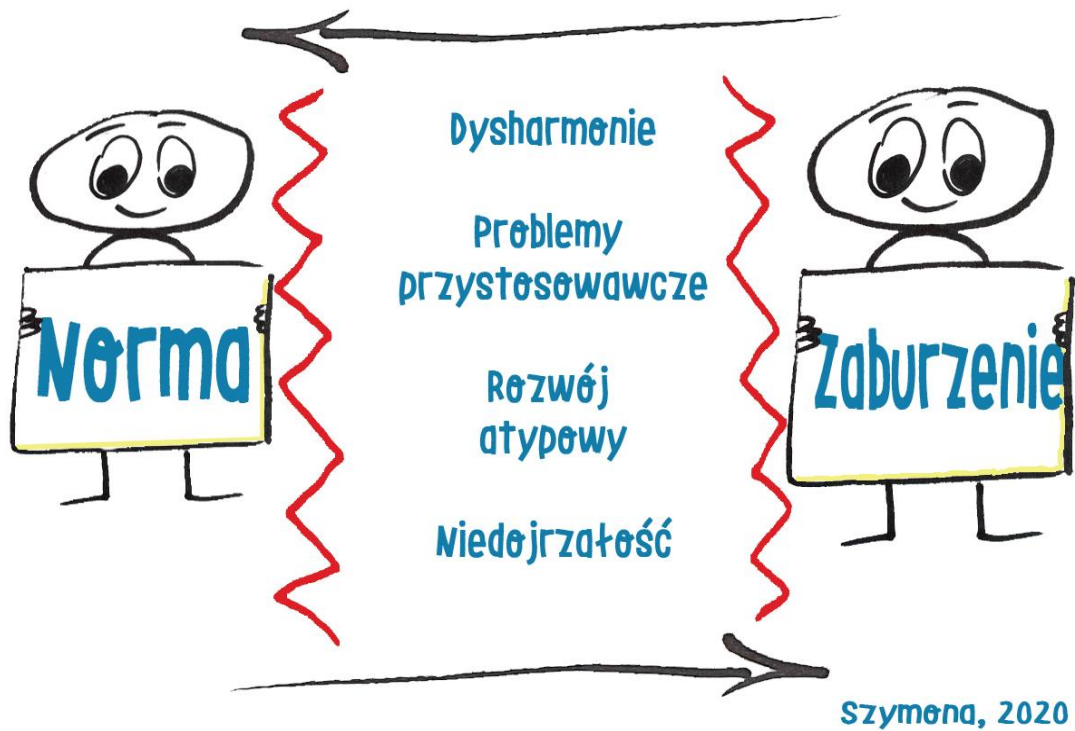 Dysharmonie
Problemy
przystosowawcze
Norma
Zaburzenie
Rozwój
atypowy
Niedojrzałość
Szymona, 2020